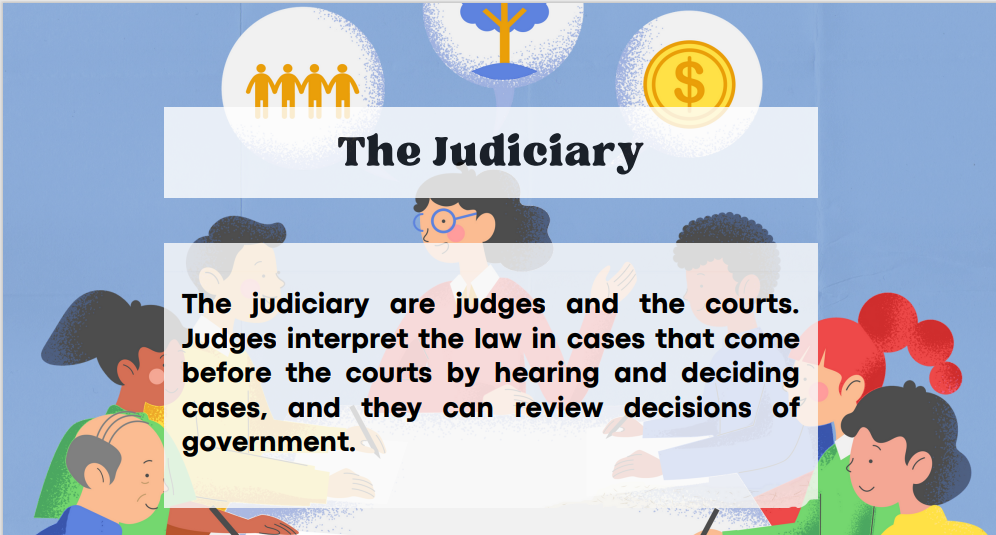 The Judiciary
The judiciary are judges and the courts.
Judges interpret the law in cases that come
before the courts by hearing and deciding
cases, and they can review decisions of
government.
$